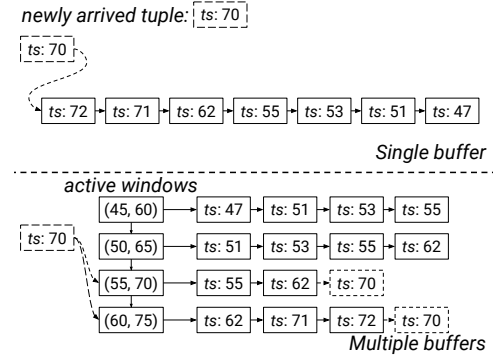 newly arrived tuple: ts: 70
ts: 70
ts: 72 ts: 71 ts: 62 ts: 55 ts: 53 ts: 51 ts: 47
Single buffer
active windows
(45, 60) ts: 47 ts: 51 ts: 53 ts: 55
ts: 70
(50, 65) ts: 51 ts: 53 ts: 55 ts: 62
(55, 70) ts: 55 ts: 62 ts: 70
(60, 75) ts: 62 ts: 71 ts: 72 ts: 70
Multiple buffers